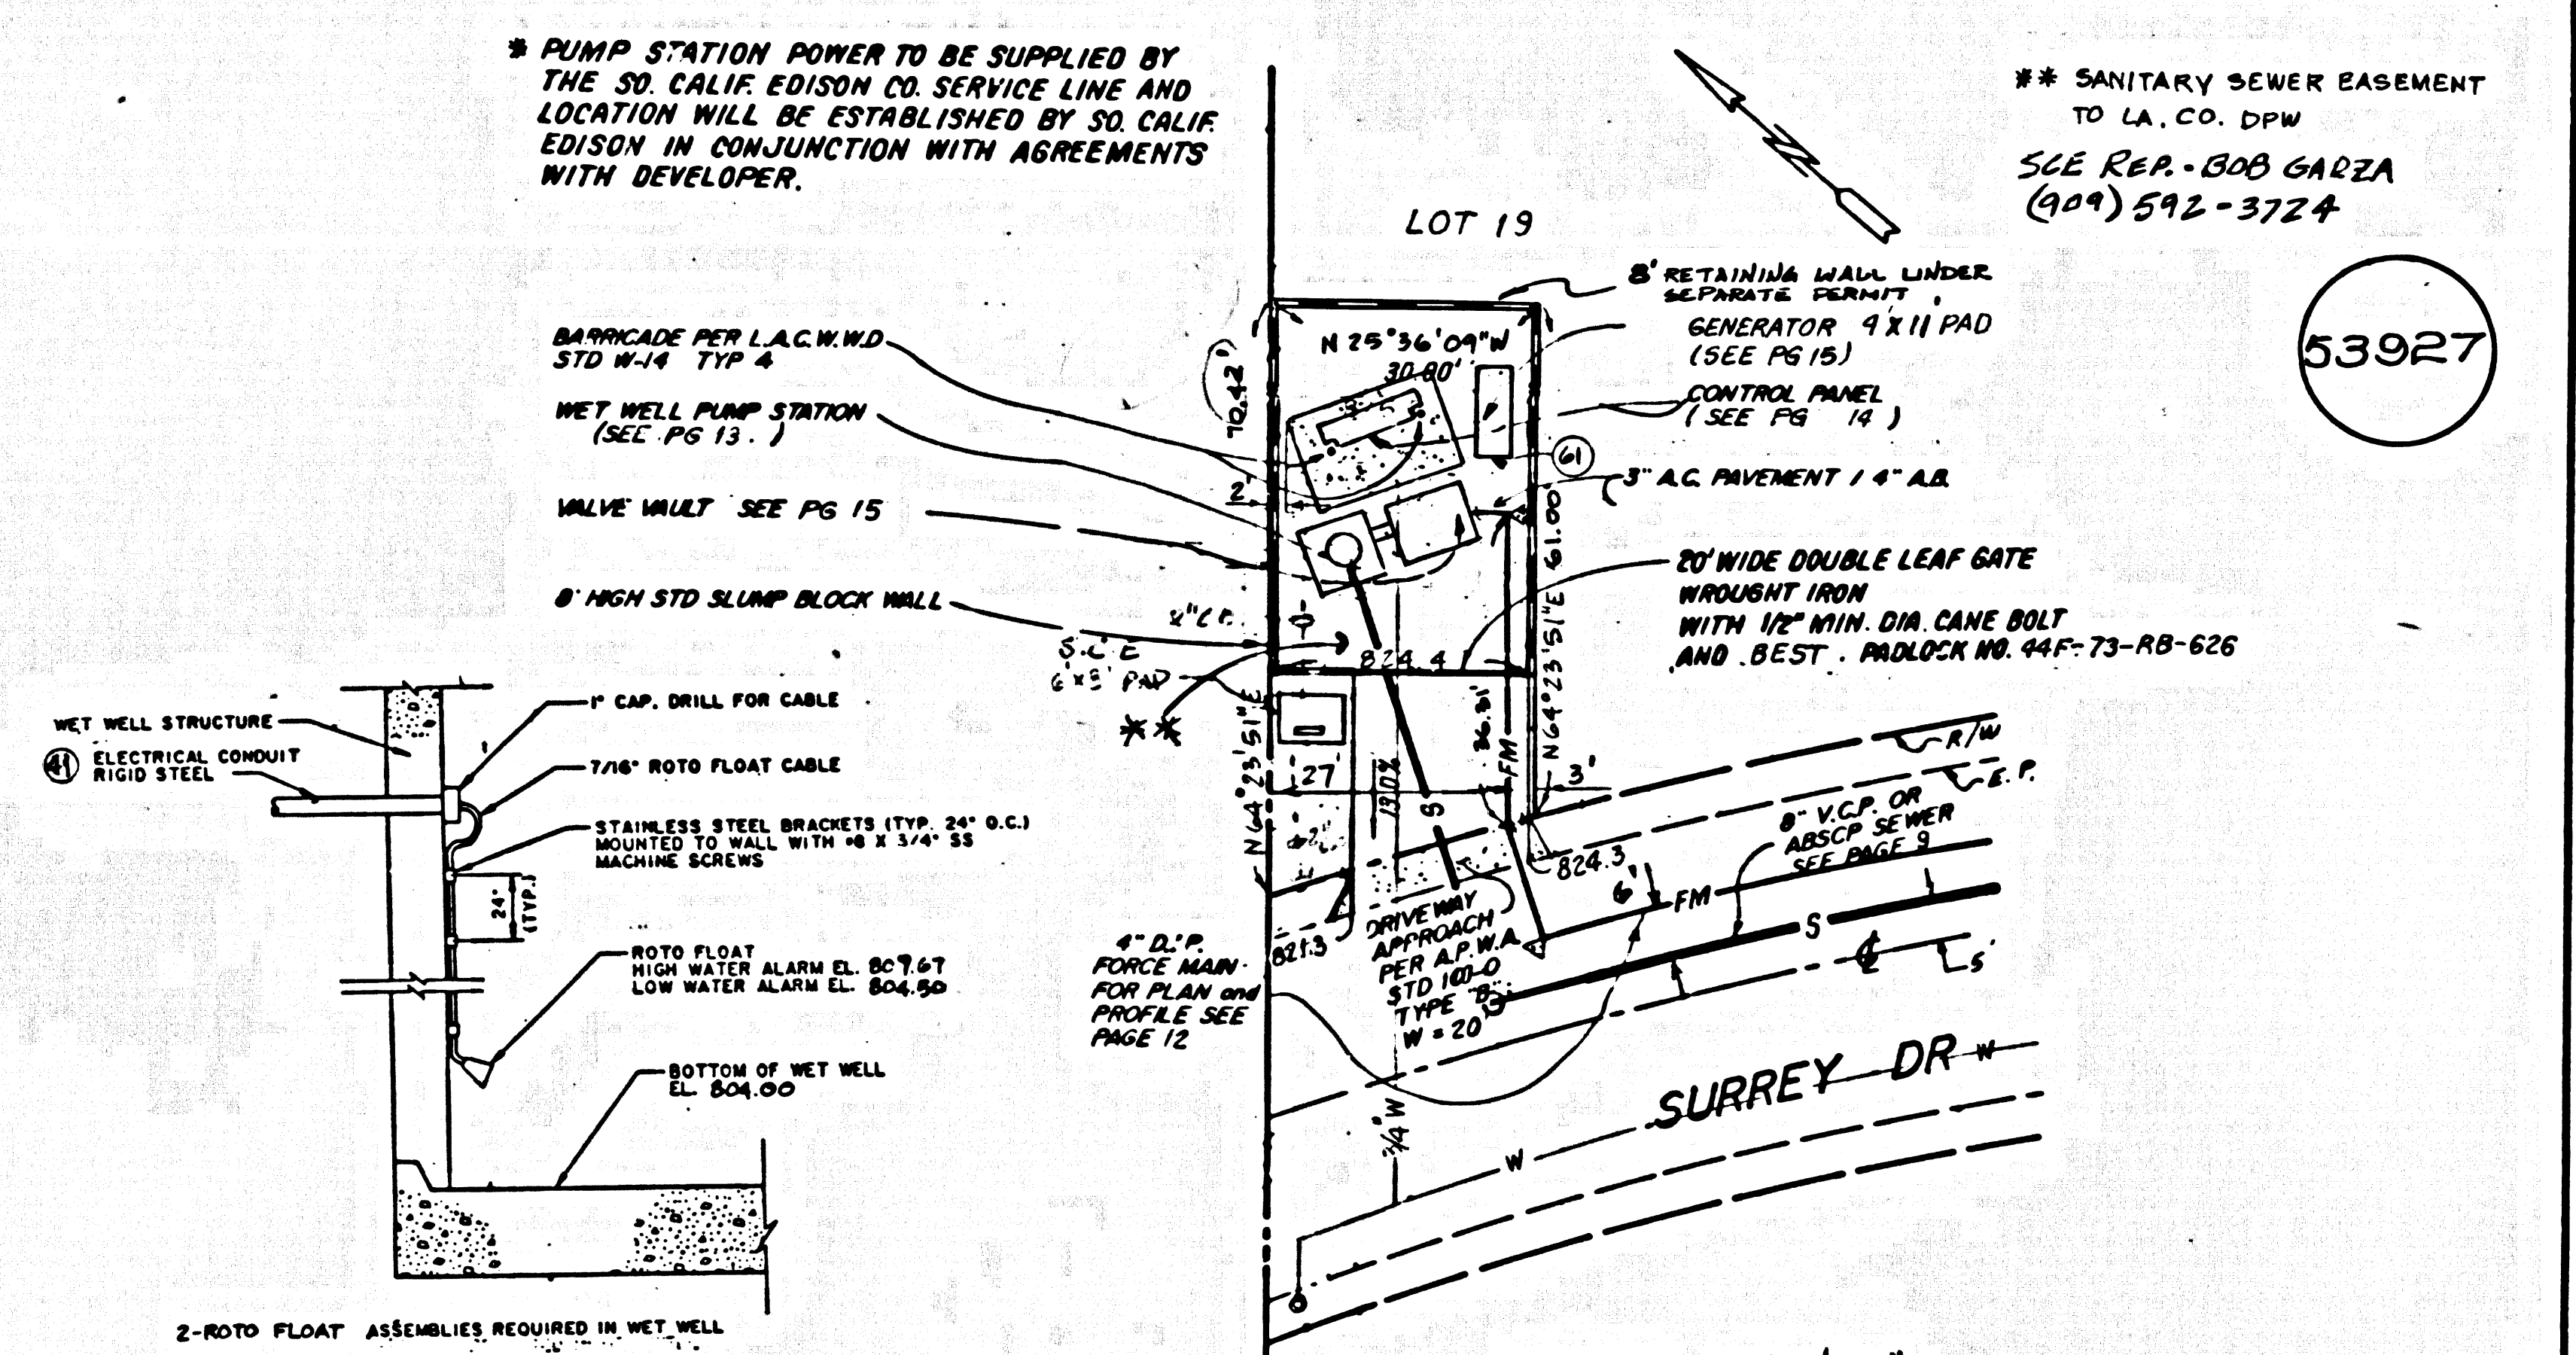 * PUMP STATION POWER TO BE SUPPLIED BY
THE SO. CALIF. EDISON CO. SERVICE LINE AND
LOCATION WILL BE ESTABLISHED BY SO. CALIF.
EDISON IN CONJUNCTION WITH AGREEMENTS
WITH DEVELOPER.
** SANITARY SEWER EASEMENT
TO LA. CO. DPW
SCE REP. - BOB GARZA
(909) 592-3724
53927
LOT 19
8' RETAINING WALL UNDER
SEPARATE PERMIT
GENERATOR 9 X 11 PAD
(SEE PG 15)
CONTROL PANEL
(SEE PG 14)
61
3" A.C. PAVEMENT / 4" A.B.
20' WIDE DOUBLE LEAF GATE
WROUGHT IRON
WITH 1/2" MIN. DIA. CANE BOLT
AND BEST. PADLOCK NO. 44F-73-RB-626
BARRICADE PER L.A.C.W.W.D
STD W-14 TYP 4
WET WELL PUMP STATION
(SEE PG 13.)
VALVE VAULT SEE PG 15
8' HIGH STD SLUMP BLOCK WALL
S.C.E
6'X3' PAD
**
N 25°36'09"W
30.00'
70.42'
2'
N 64°23'51"E 61.00
824.4
36.31'
FM
N 64°23'51"E
27'
13.0%
3'
S
R/W
E.P.
8" V.C.P. OR
ABSCP SEWER
SEE PAGE 9
824.3
6'
FM
S
℄
5'
821.3
DRIVEWAY
APPROACH
PER A.P.W.A.
STD 100-0
TYPE "B"
W = 20'
4" D.I.P.
FORCE MAIN
FOR PLAN and
PROFILE SEE
PAGE 12
3/4" W
W
SURREY DR
W
WET WELL STRUCTURE
41 ELECTRICAL CONDUIT
RIGID STEEL
1" CAP. DRILL FOR CABLE
7/16" ROTO FLOAT CABLE
STAINLESS STEEL BRACKETS (TYP. 24" O.C.)
MOUNTED TO WALL WITH #8 X 3/4" SS
MACHINE SCREWS
24"
(TYP.)
ROTO FLOAT
HIGH WATER ALARM EL. 807.67
LOW WATER ALARM EL. 804.50
BOTTOM OF WET WELL
EL. 804.00
2-ROTO FLOAT ASSEMBLIES REQUIRED IN WET WELL